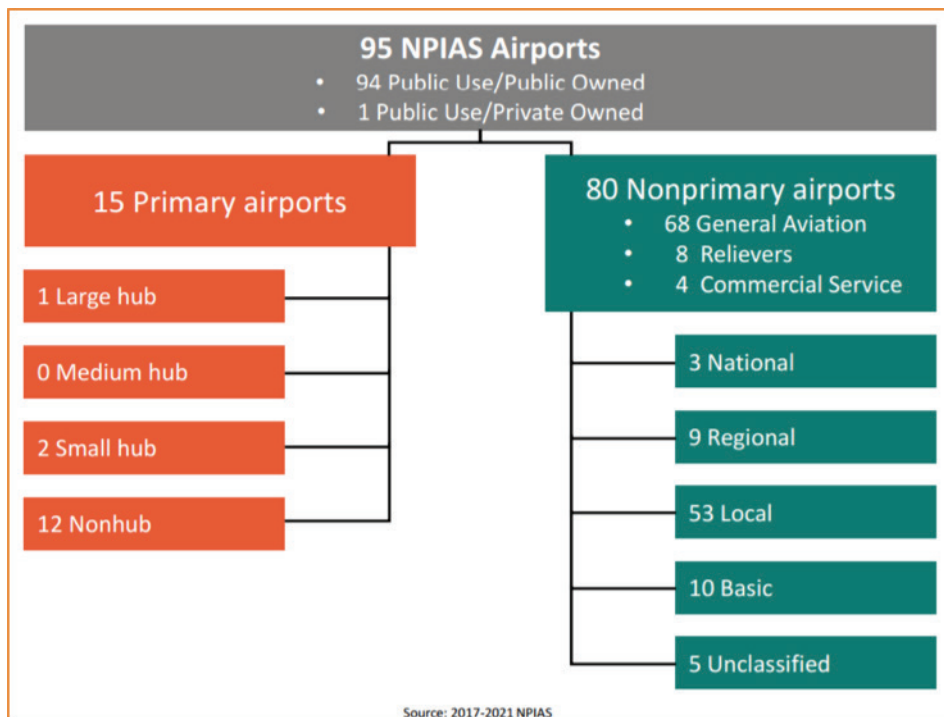 95 NPIAS Airports
• 94 Public Use/Public Owned
• 1 Public Use/Private Owned
15 Primary airports
1 Large hub
0 Medium hub
2 Small hub
12 Nonhub
80 Nonprimary airports
• 68 General Aviation
• 8 Relievers
• 4 Commercial Service
3 National
9 Regional
53 Local
10 Basic
5 Unclassified
Source: 2017-2021 NPIAS